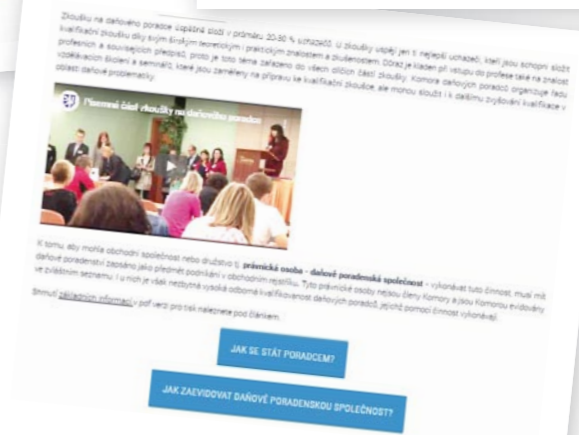 Zkoušku na daňového poradce úspěšně složí v průměru 20-30 % uchazečů. U zkoušky uspějí jen ti nejlepší uchazeči, kteří jsou schopni složit
kvalifikační zkoušku díky svým širokým teoretickým i praktickým znalostem a zkušenostem. Důraz je kladen při vstupu do profese také na znalost
profesních a souvisejících předpisů, proto je toto téma zařazeno do všech dílčích částí zkoušky. Komora daňových poradců organizuje řadu
vzdělávacích školení a seminářů, které jsou zaměřeny na přípravu ke kvalifikační zkoušce, ale mohou sloužit i k dalšímu zvyšování kvalifikace v
oblasti daňové problematiky.
Písemná část zkoušky na daňového poradce
K tomu, aby mohla obchodní společnost nebo družstvo tj. právnická osoba - daňově poradenská společnost - vykonávat tuto činnost, musí mít
daňové poradenství zapsáno jako předmět podnikání v obchodním rejstříku. Tyto právnické osoby nejsou členy Komory a jsou Komorou evidovány
ve zvláštním seznamu. I u nich je však nezbytná vysoká odborná kvalifikovanost daňových poradců, jejichž pomocí činnost vykonávají.
Shrnutí základních informací v pdf verzi pro tisk naleznete pod článkem.
JAK SE STÁT PORADCEM?
JAK ZAEVIDOVAT DAŇOVĚ PORADENSKOU SPOLEČNOST?